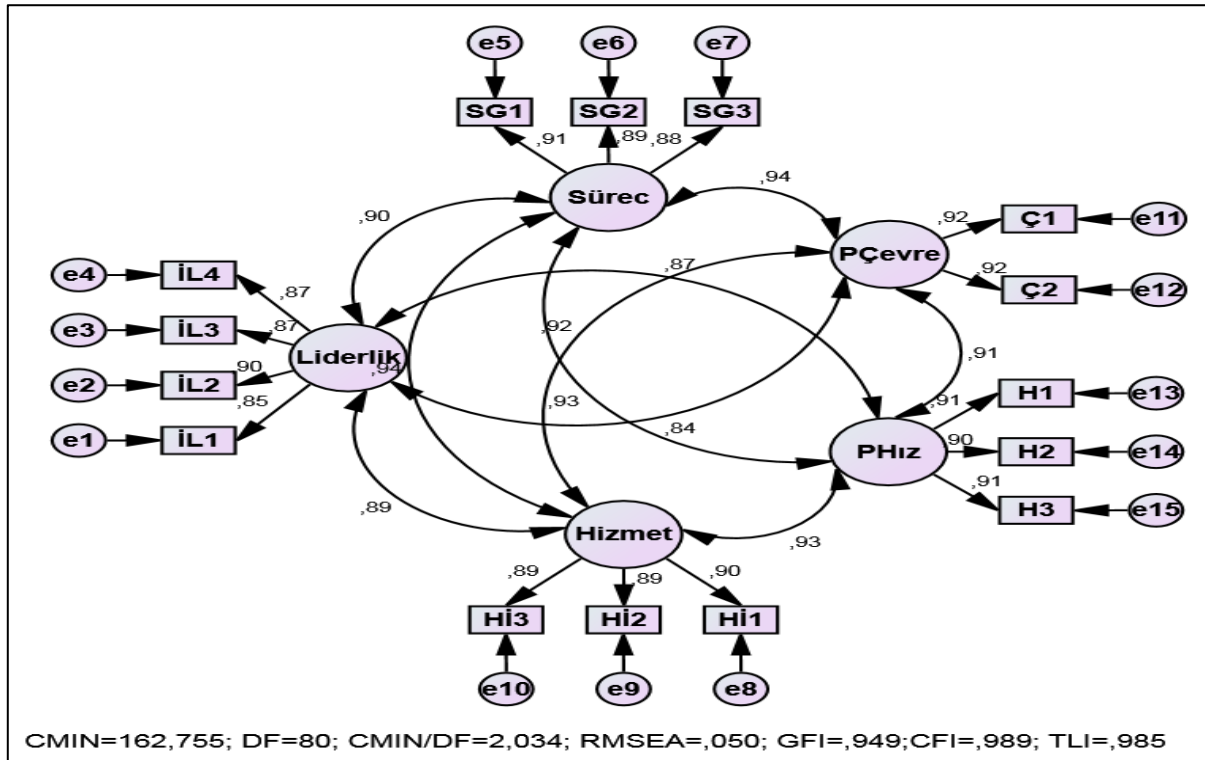 e5 e6 e7
SG1 SG2 SG3
,91 ,89 ,88
Sürec
,94
,90
Ç1 e11
,92
PÇevre
,92
Ç2 e12
e4 İL4
,87
,87
e3 İL3
,87
Liderlik
,92
,94
e2 İL2
,90
e1 İL1
,85
,91
,93
,84
H1 e13
,91
PHız
,90
H2 e14
,91
H3 e15
,89
Hizmet
,93
,89 ,89 ,90
Hİ3 Hİ2 Hİ1
e10 e9 e8
CMIN=162,755; DF=80; CMIN/DF=2,034; RMSEA=,050; GFI=,949;CFI=,989; TLI=,985